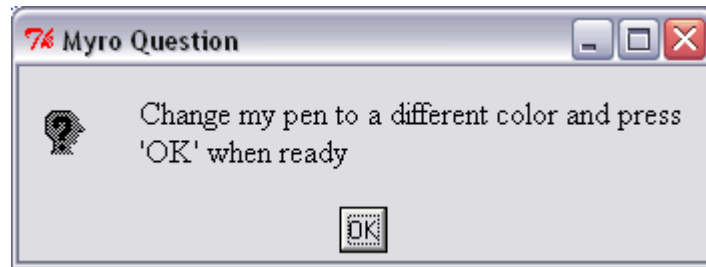 Myro Question
Change my pen to a different color and press
'OK' when ready
OK